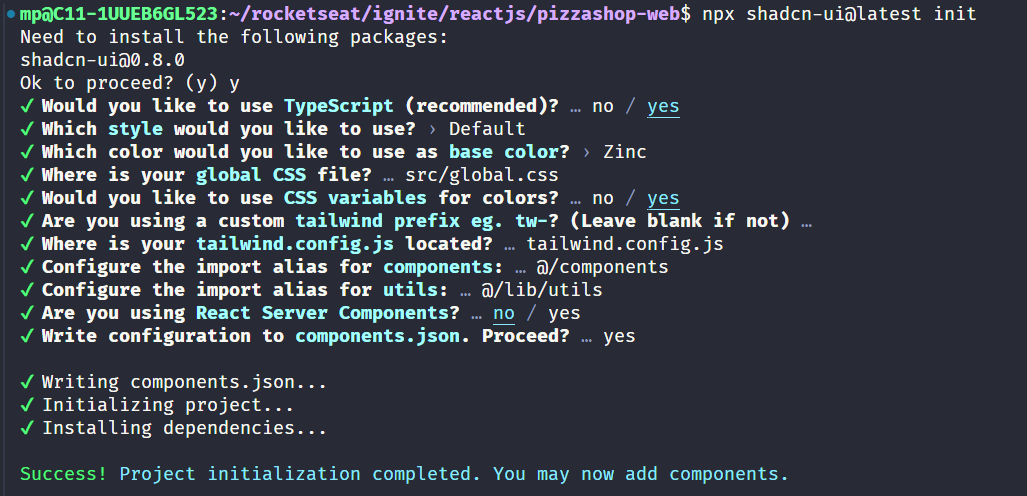 mp@C11-1UUEB6GL523:~/rocketseat/ignite/reactjs/pizzashop-web$ npx shadcn-ui@latest init
Need to install the following packages:
shadcn-ui@0.8.0
Ok to proceed? (y) y
✓ Would you like to use TypeScript (recommended)? … no / yes
✓ Which style would you like to use? › Default
✓ Which color would you like to use as base color? › Zinc
✓ Where is your global CSS file? … src/global.css
✓ Would you like to use CSS variables for colors? … no / yes
✓ Are you using a custom tailwind prefix eg. tw-? (Leave blank if not) …
✓ Where is your tailwind.config.js located? … tailwind.config.js
✓ Configure the import alias for components: … @/components
✓ Configure the import alias for utils: … @/lib/utils
✓ Are you using React Server Components? … no / yes
✓ Write configuration to components.json. Proceed? … yes
✓ Writing components.json...
✓ Initializing project...
✓ Installing dependencies...
Success! Project initialization completed. You may now add components.